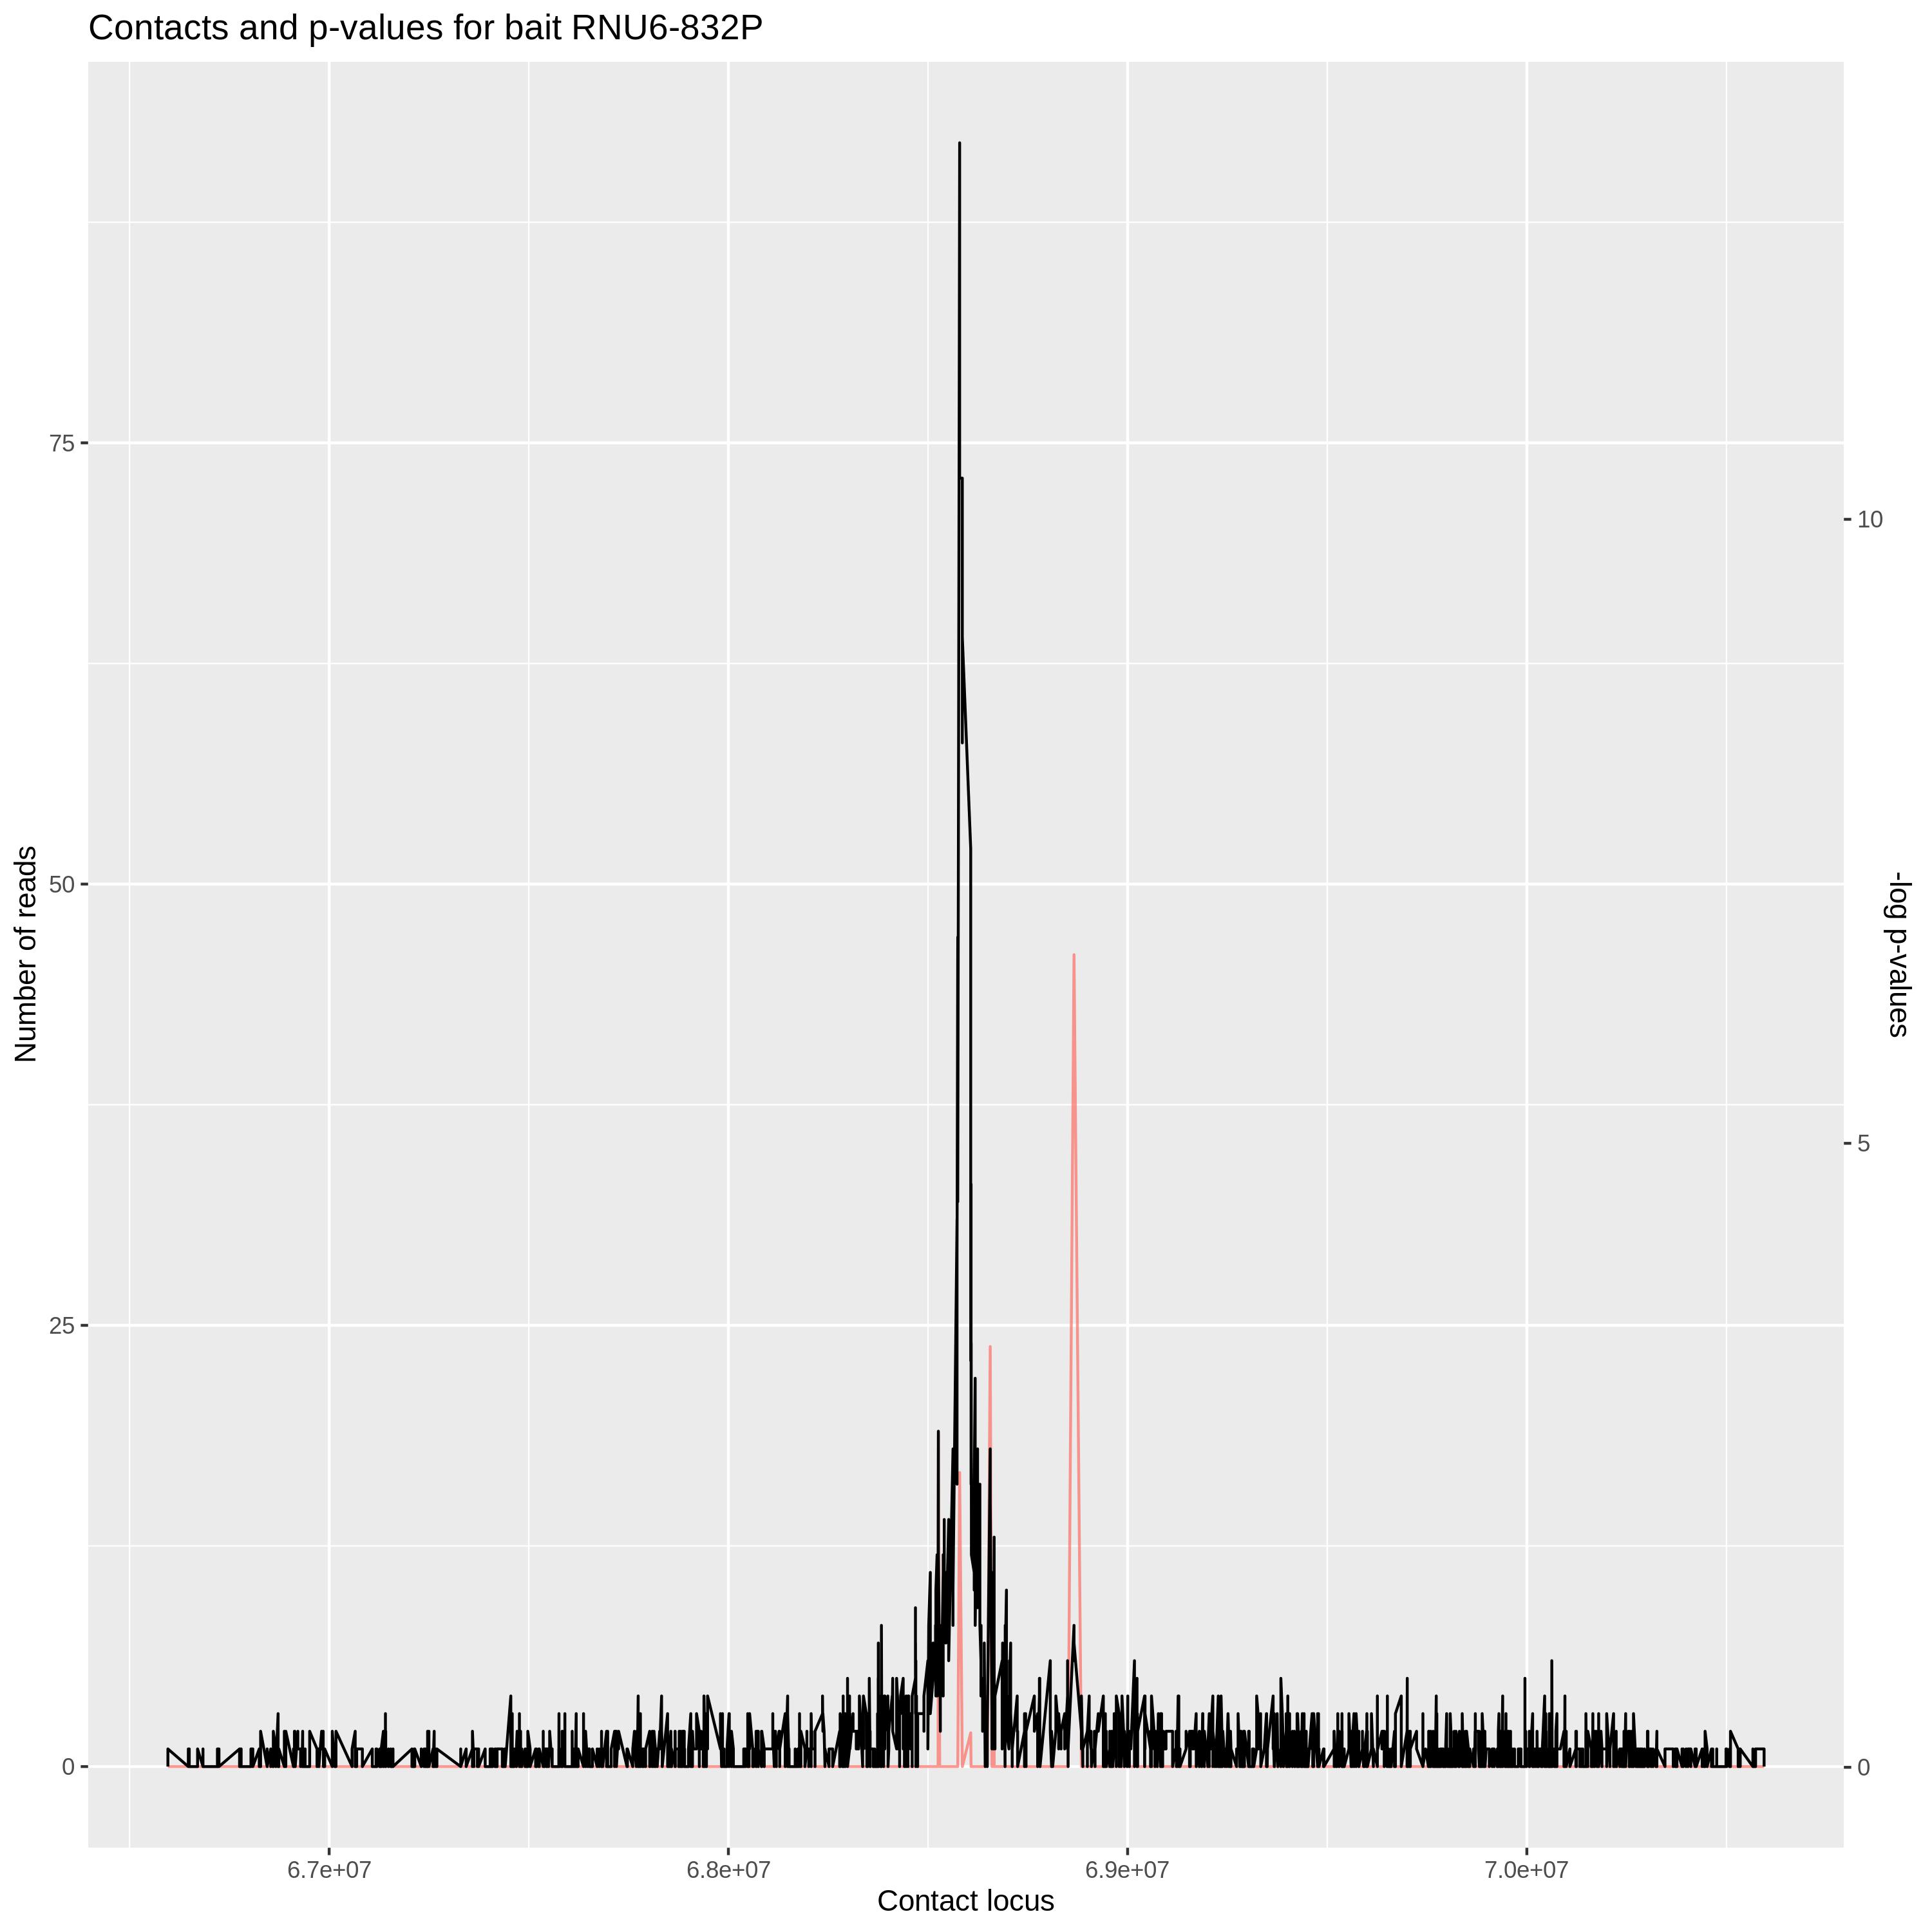 Contacts and p-values for bait RNU6-832P
Number of reads
75
50
25
0
10
5
0
-log p-values
6.7e+07
6.8e+07
6.9e+07
7.0e+07
Contact locus